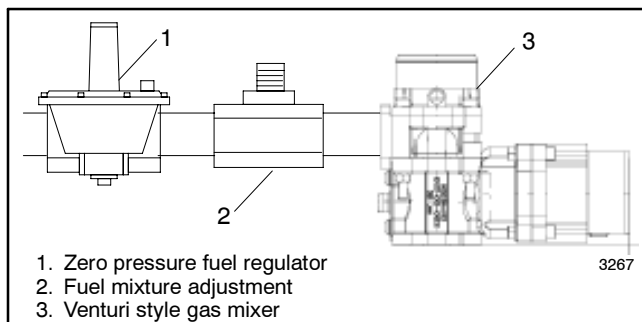 1
3
2
1. Zero pressure fuel regulator
2. Fuel mixture adjustment
3. Venturi style gas mixer
3267